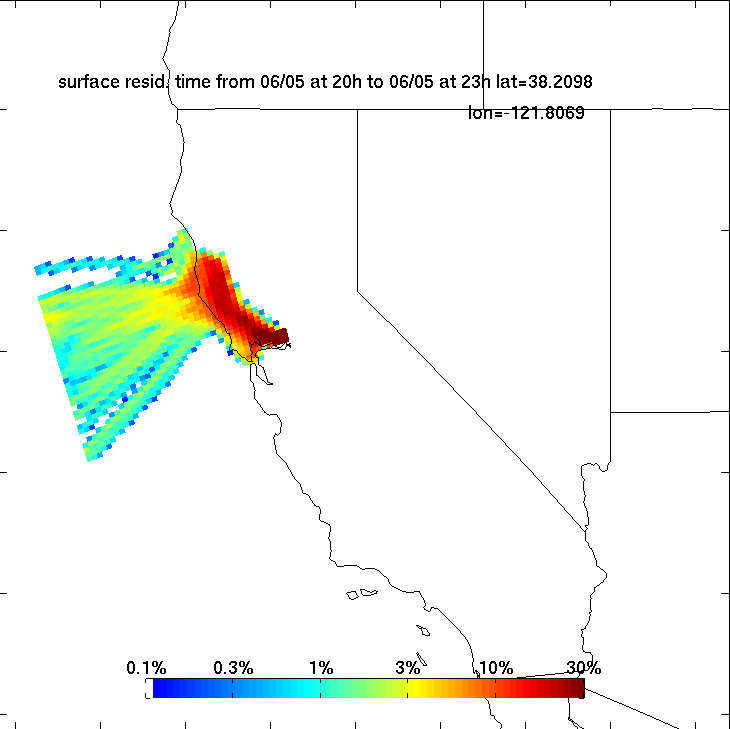 surface resid. time from 06/05 at 20h to 06/05 at 23h lat=38.2098
lon=-121.8069
0.1% 0.3% 1% 3% 10% 30%